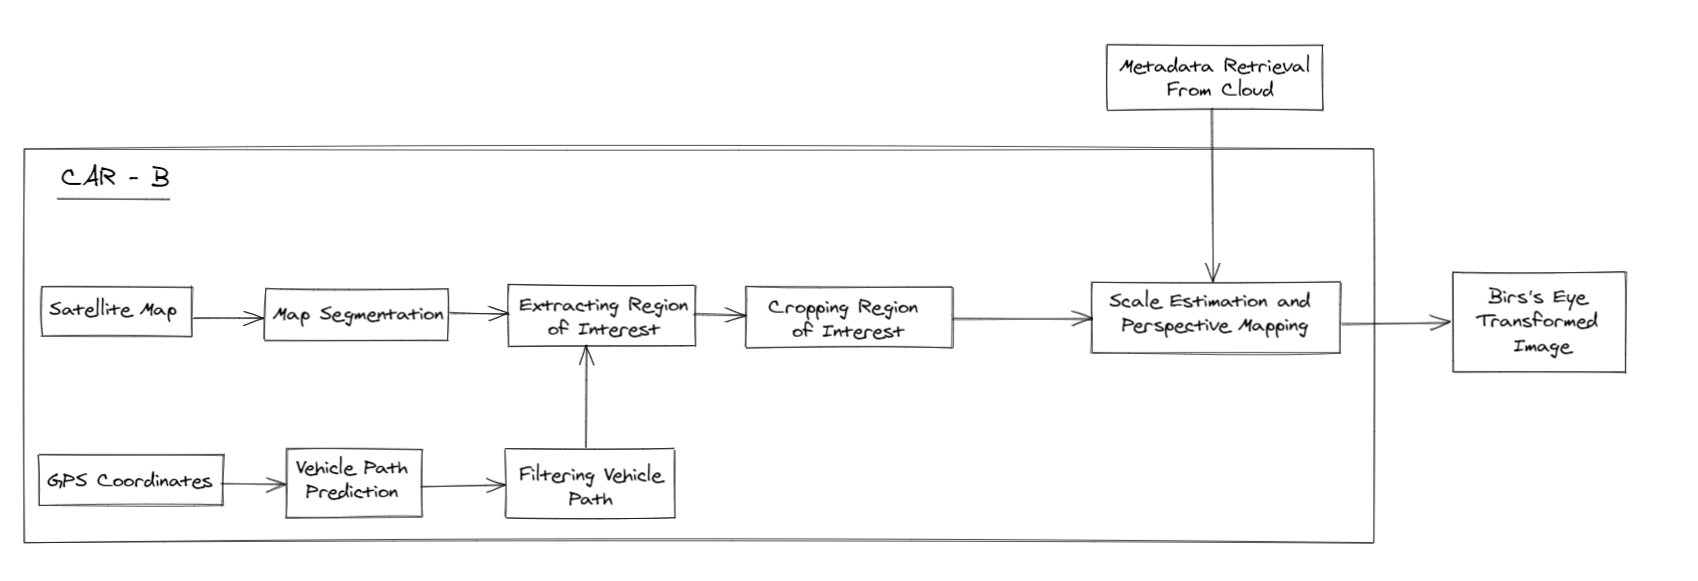 Metadata Retrieval
From Cloud
CAR - B
Satellite Map
Map Segmentation
Extracting Region
of Interest
Cropping Region
of Interest
Scale Estimation and
Perspective Mapping
Birs's Eye
Transformed
Image
GPS Coordinates
Vehicle Path
Prediction
Filtering Vehicle
Path